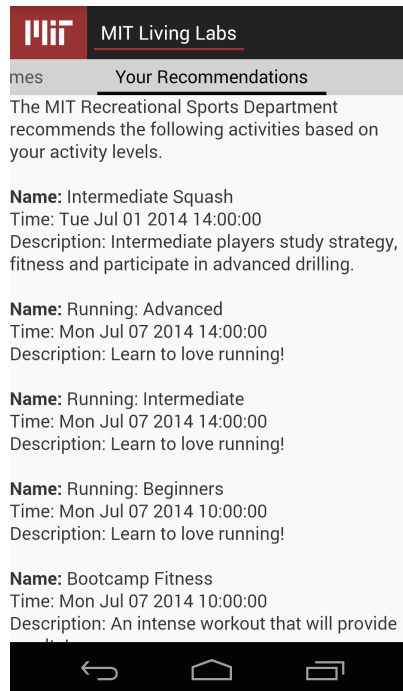 MIT MIT Living Labs
mes Your Recommendations
The MIT Recreational Sports Department
recommends the following activities based on
your activity levels.
Name: Intermediate Squash
Time: Tue Jul 01 2014 14:00:00
Description: Intermediate players study strategy,
fitness and participate in advanced drilling.
Name: Running: Advanced
Time: Mon Jul 07 2014 14:00:00
Description: Learn to love running!
Name: Running: Intermediate
Time: Mon Jul 07 2014 14:00:00
Description: Learn to love running!
Name: Running: Beginners
Time: Mon Jul 07 2014 10:00:00
Description: Learn to love running!
Name: Bootcamp Fitness
Time: Mon Jul 07 2014 10:00:00
Description: An intense workout that will provide